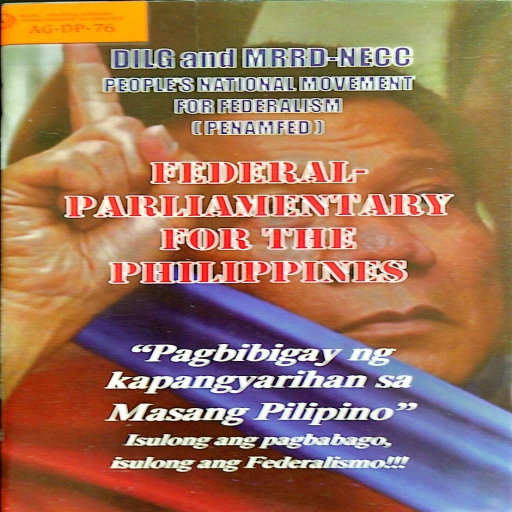 AG-DP-76
DILG and MRRD-NECC
PEOPLE'S NATIONAL MOVEMENT
FOR FEDERALISM
( PENAMFED )
FEDERAL-
PARLIAMENTARY
FOR THE
PHILIPPINES
“Pagbibigay ng
kapangyarihan sa
Masang Pilipino”
Isulong ang pagbabago,
isulong ang Federalismo!!!